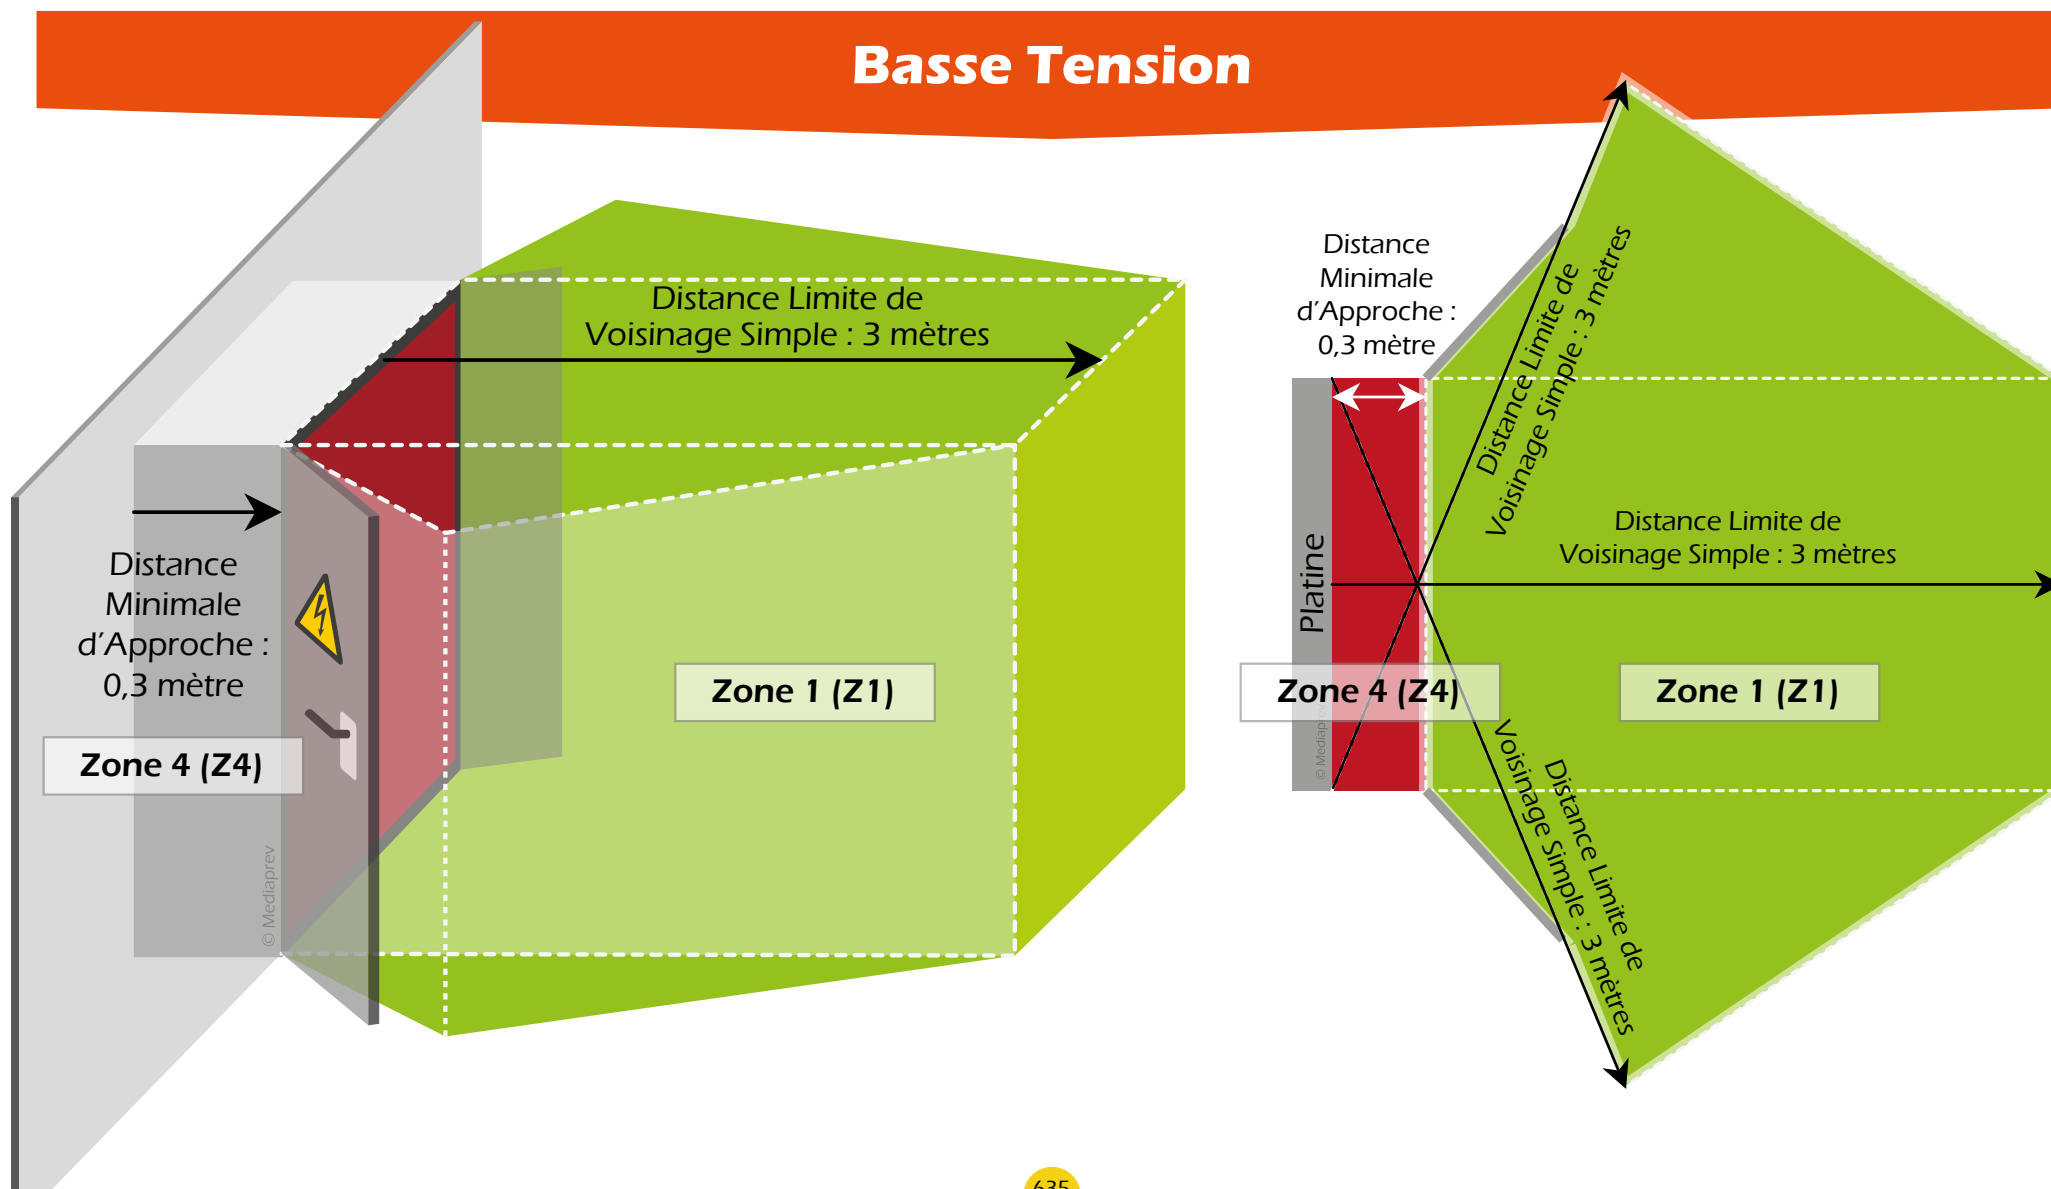 Basse Tension
Distance Limite de
Voisinage Simple : 3 mètres
Distance
Minimale
d'Approche :
0,3 mètre
Zone 4 (Z4)
Zone 1 (Z1)
© Mediaprev
Distance
Minimale
d'Approche :
0,3 mètre
Distance Limite de
Voisinage Simple : 3 mètres
Distance Limite de
Voisinage Simple : 3 mètres
Platine
Zone 4 (Z4)
Zone 1 (Z1)
© Mediaprev
Distance Limite de
Voisinage Simple : 3 mètres
635